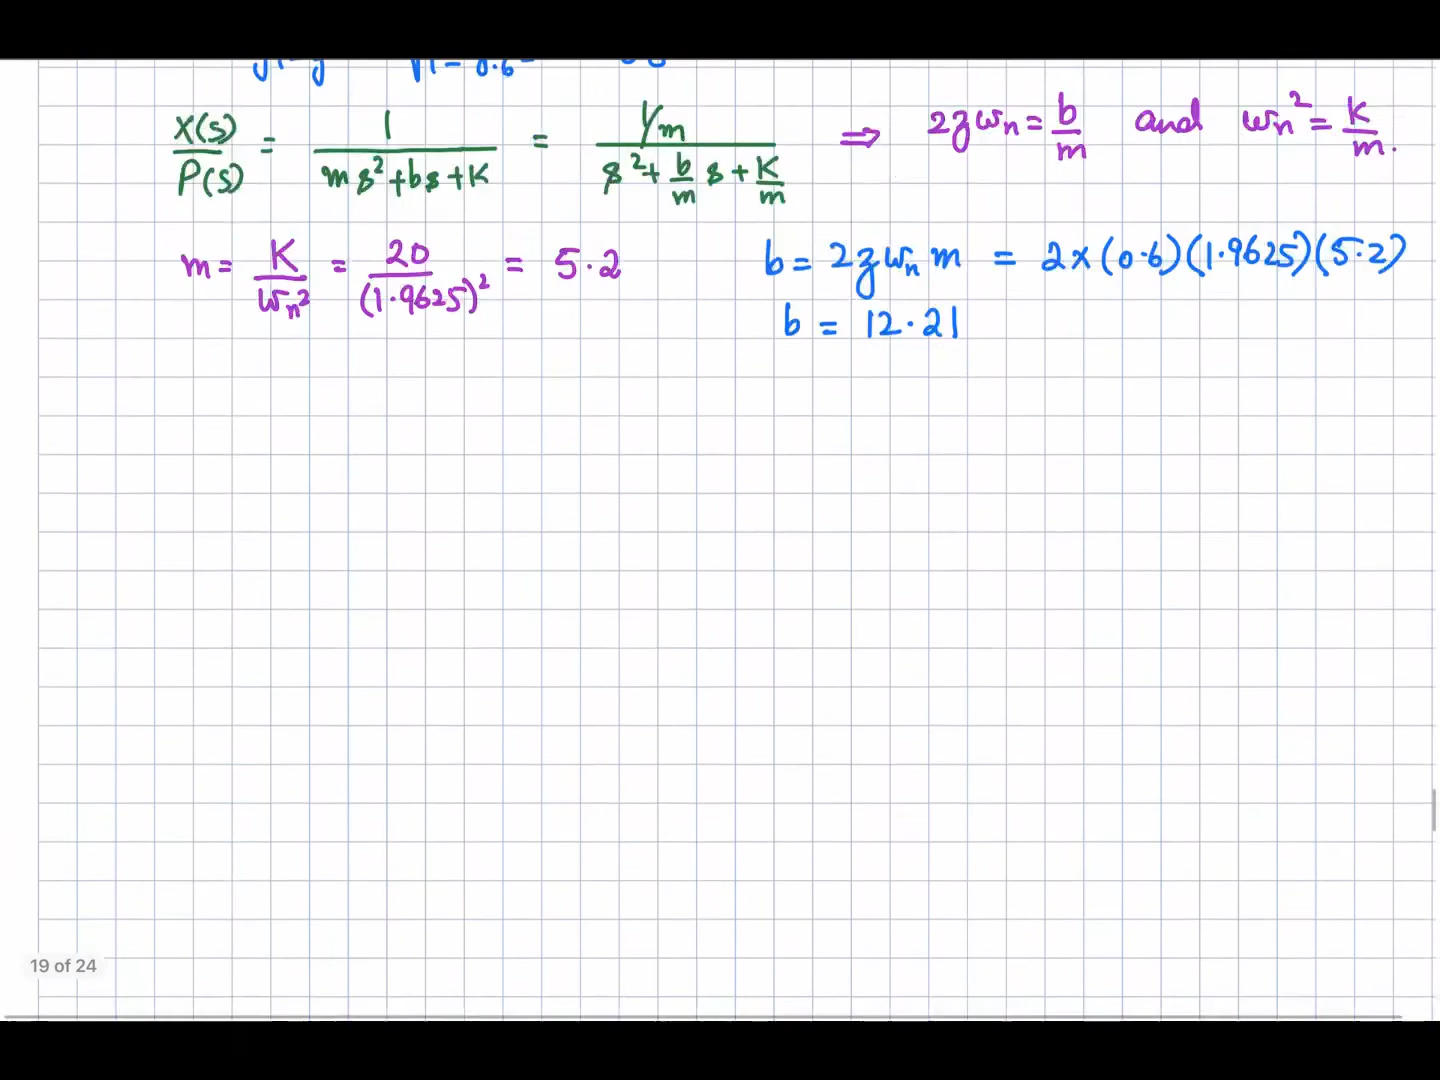 X(s)/P(s) = 1/(ms²+bs+K) = (1/m)/(s²+(b/m)s+K/m) ⇒ 2ζωn = b/m and ωn² = K/m.
m = K/ωn² = 20/(1.9625)² = 5.2
b = 2ζωn m = 2×(0.6)(1.9625)(5.2)
b = 12.21
19 of 24